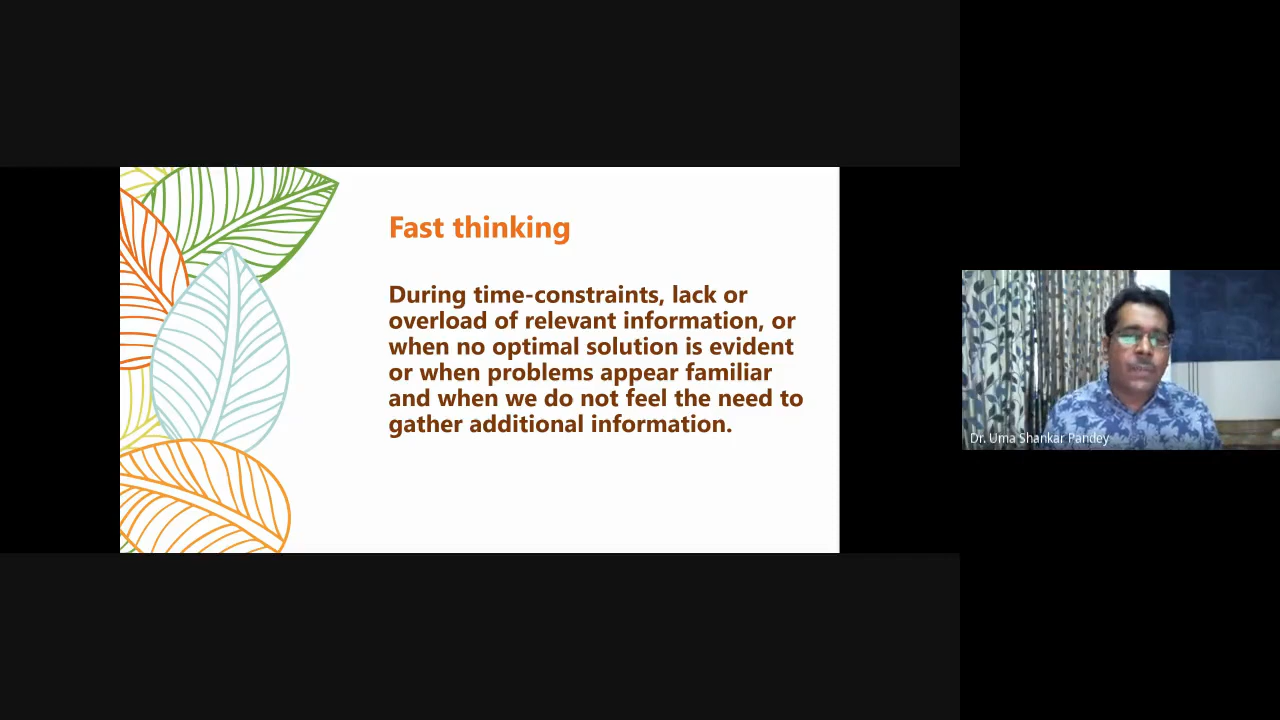 Fast thinking
During time-constraints, lack or
overload of relevant information, or
when no optimal solution is evident
or when problems appear familiar
and when we do not feel the need to
gather additional information.
Dr. Uma Shankar Pandey